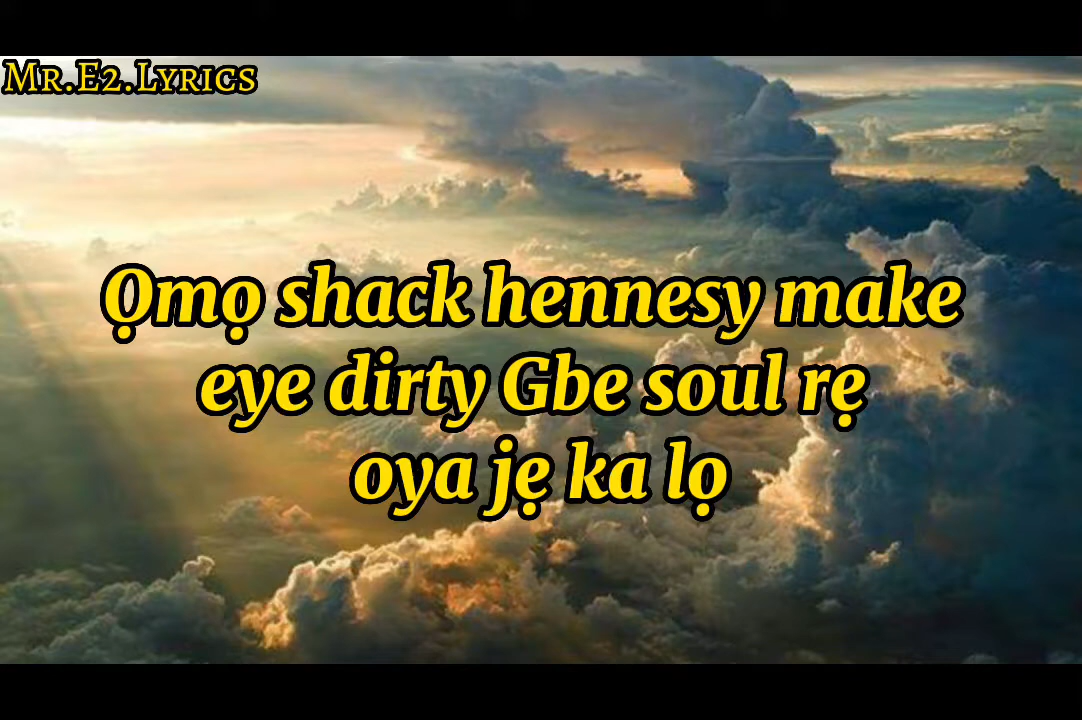 Mr.E2.Lyrics
Ọmọ shack hennesy make
eye dirty Gbe soul rẹ
oya jẹ ka lọ